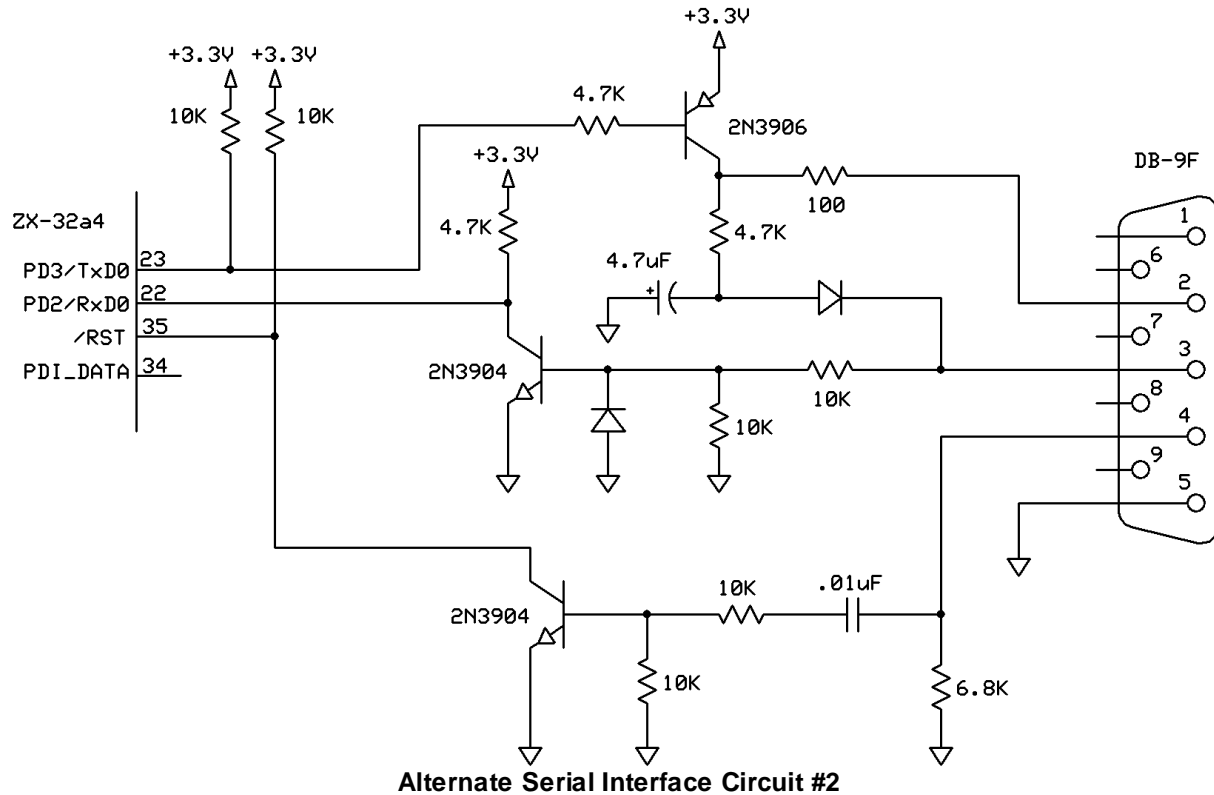 +3.3V
+3.3V +3.3V
4.7K
10K
10K
2N3906
+3.3V
DB-9F
100
1
ZX-32a4
4.7K
4.7K
6
PD3/TxD0 23
4.7uF
+
2
PD2/RxD0 22
7
/RST 35
3
PDI_DATA 34
2N3904
10K
8
10K
4
9
5
10K
.01uF
2N3904
10K
6.8K
Alternate Serial Interface Circuit #2